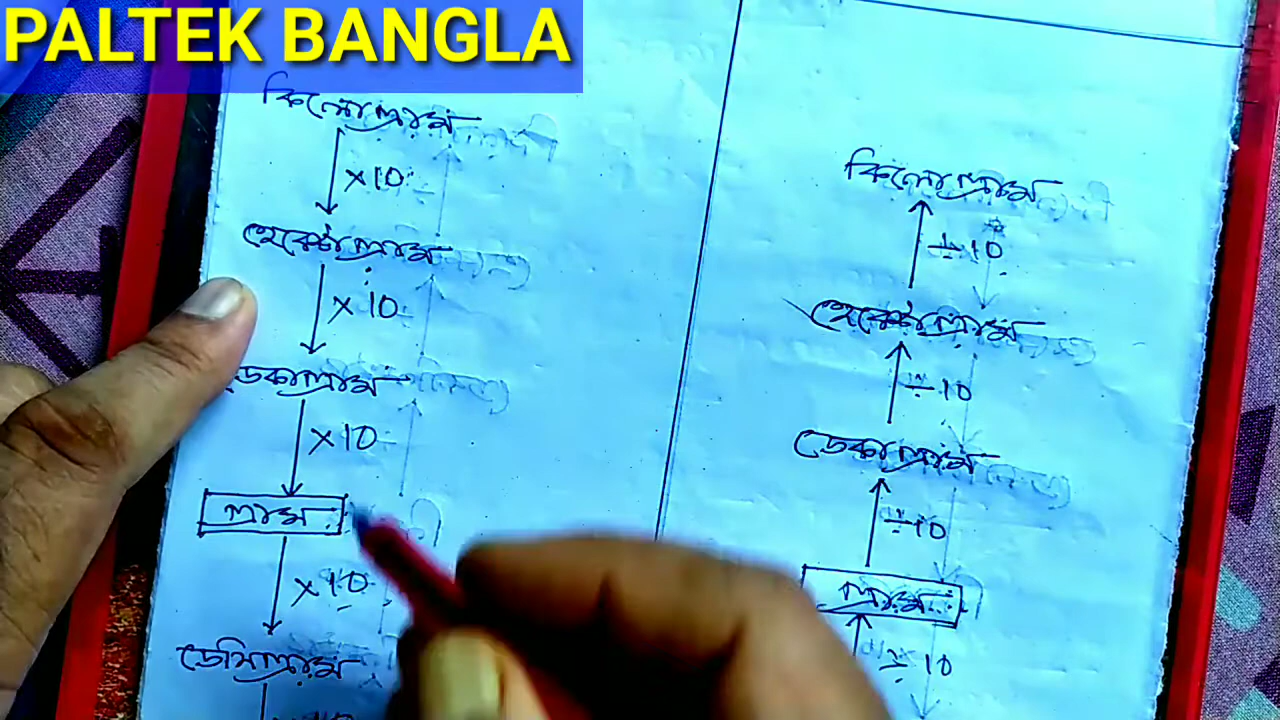 PALTEK BANGLA
কিলোগ্রাম
×10
হেক্টোগ্রাম
×10
ডেকাগ্রাম
×10
গ্রাম
×10
ডেসিগ্রাম
কিলোগ্রাম
÷10
হেক্টোগ্রাম
÷10
ডেকাগ্রাম
÷10
গ্রাম
÷10